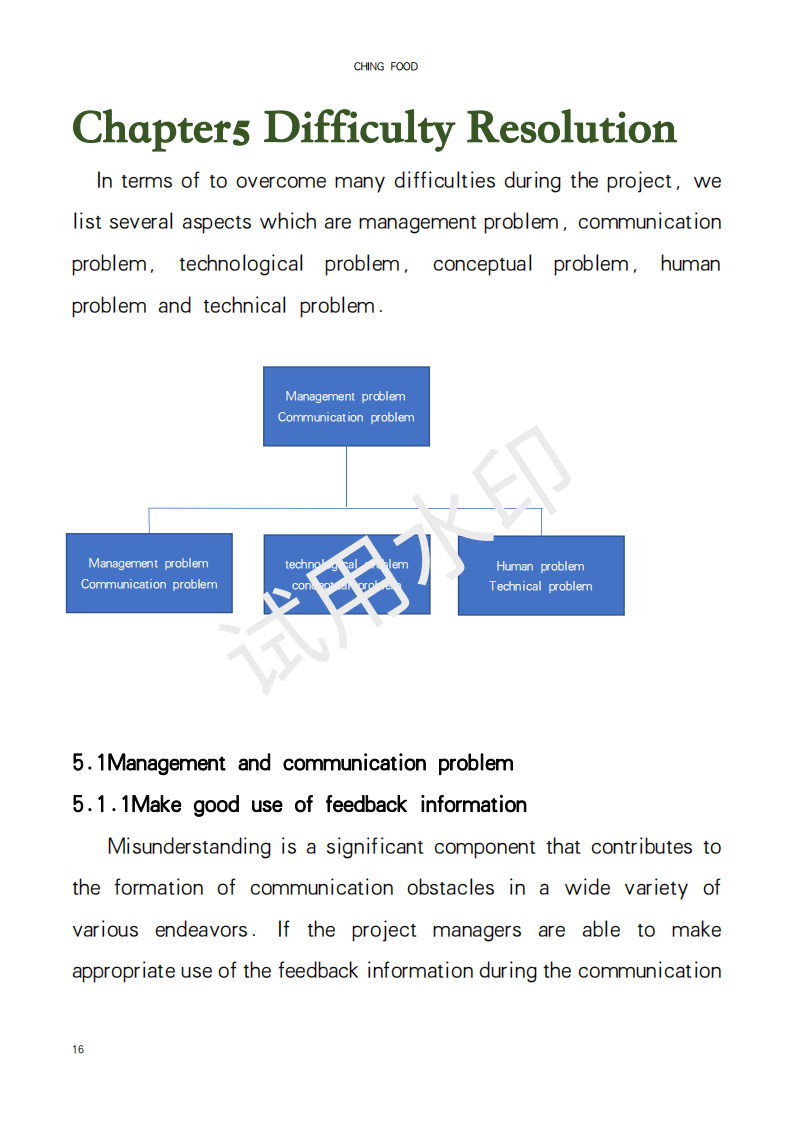 CHING FOOD
Chapter5 Difficulty Resolution
In terms of to overcome many difficulties during the project, we
list several aspects which are management problem, communication
problem, technological problem, conceptual problem, human
problem and technical problem.
Management problem
Communication problem
Management problem
Communication problem
technological problem
conceptual problem
Human problem
Technical problem
试用水印
5.1Management and communication problem
5.1.1Make good use of feedback information
Misunderstanding is a significant component that contributes to
the formation of communication obstacles in a wide variety of
various endeavors. If the project managers are able to make
appropriate use of the feedback information during the communication
16